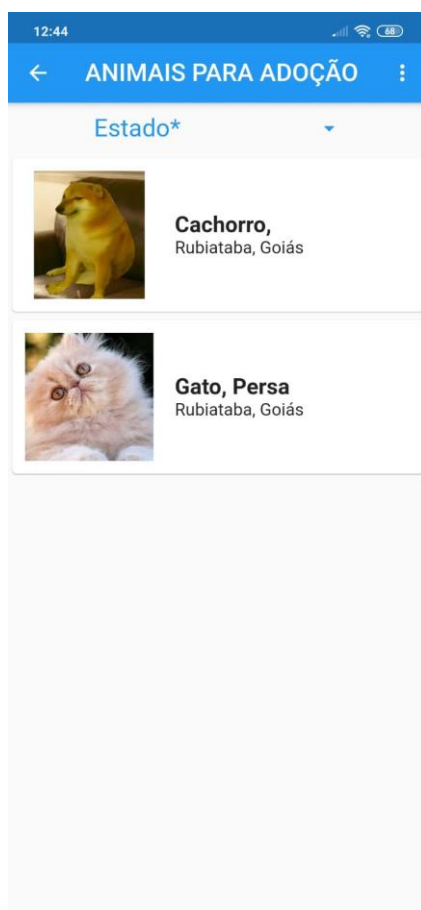 12:44
68
ANIMAIS PARA ADOÇÃO
Estado*
Cachorro,
Rubiataba, Goiás
Gato, Persa
Rubiataba, Goiás